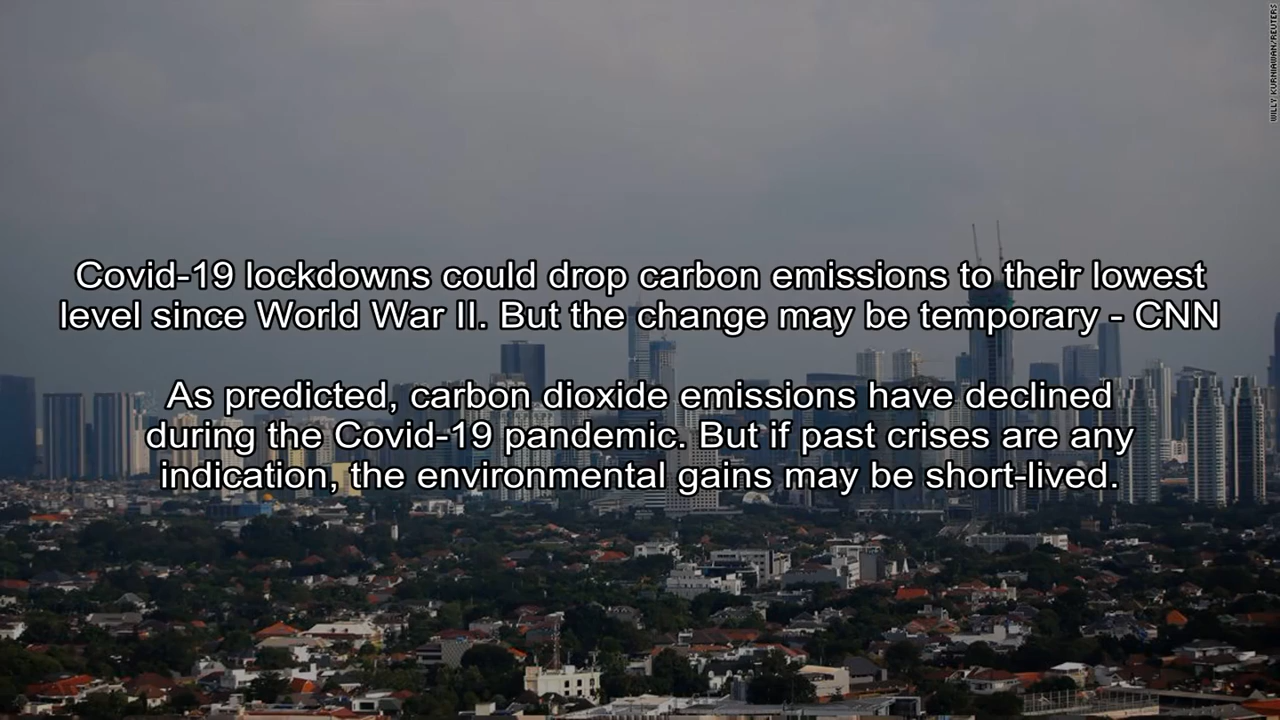 WILLY KURNIAWAN/REUTERS
Covid-19 lockdowns could drop carbon emissions to their lowest
level since World War II. But the change may be temporary - CNN
As predicted, carbon dioxide emissions have declined
during the Covid-19 pandemic. But if past crises are any
indication, the environmental gains may be short-lived.